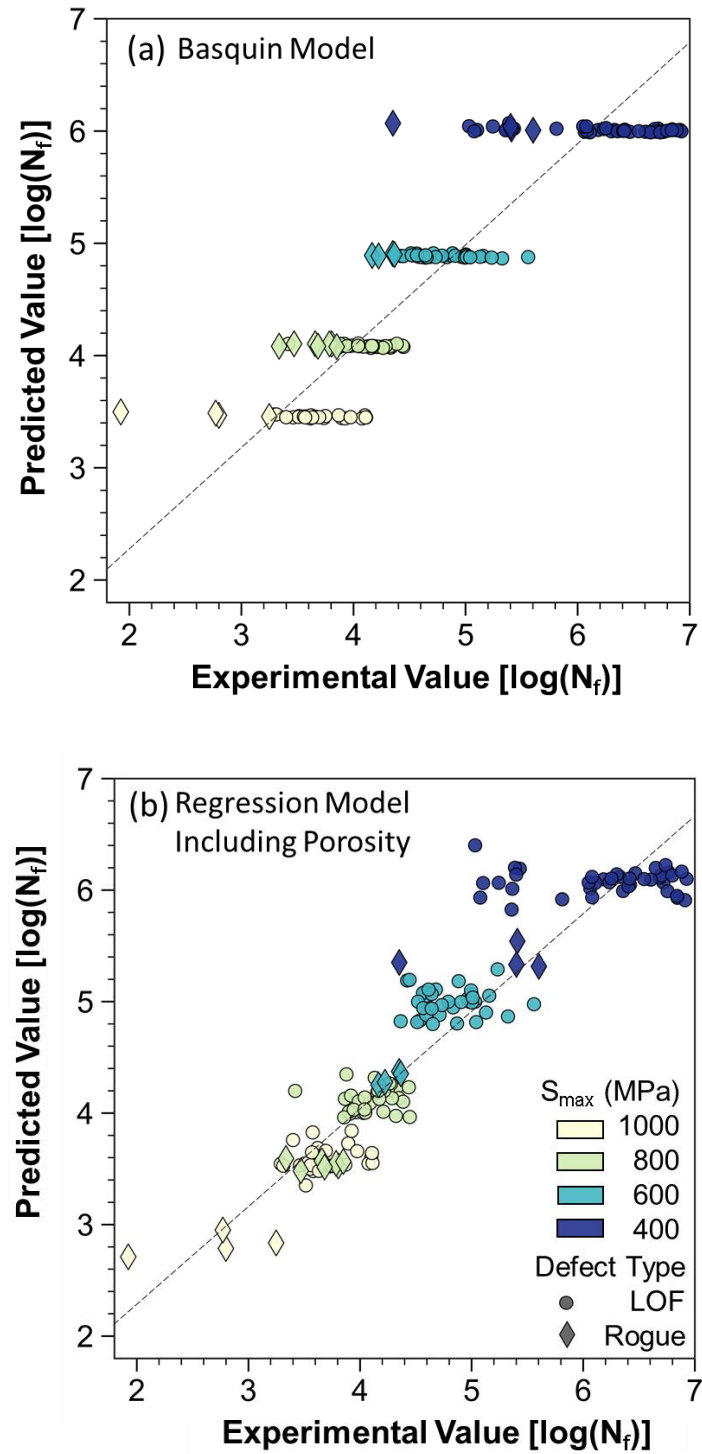 (a) Basquin Model
7
6
5
4
3
2
Predicted Value [log(Nf)]
2 3 4 5 6 7
Experimental Value [log(Nf)]
(b) Regression Model
Including Porosity
7
6
5
4
3
2
Predicted Value [log(Nf)]
Smax (MPa)
1000
800
600
400
Defect Type
LOF
Rogue
2 3 4 5 6 7
Experimental Value [log(Nf)]